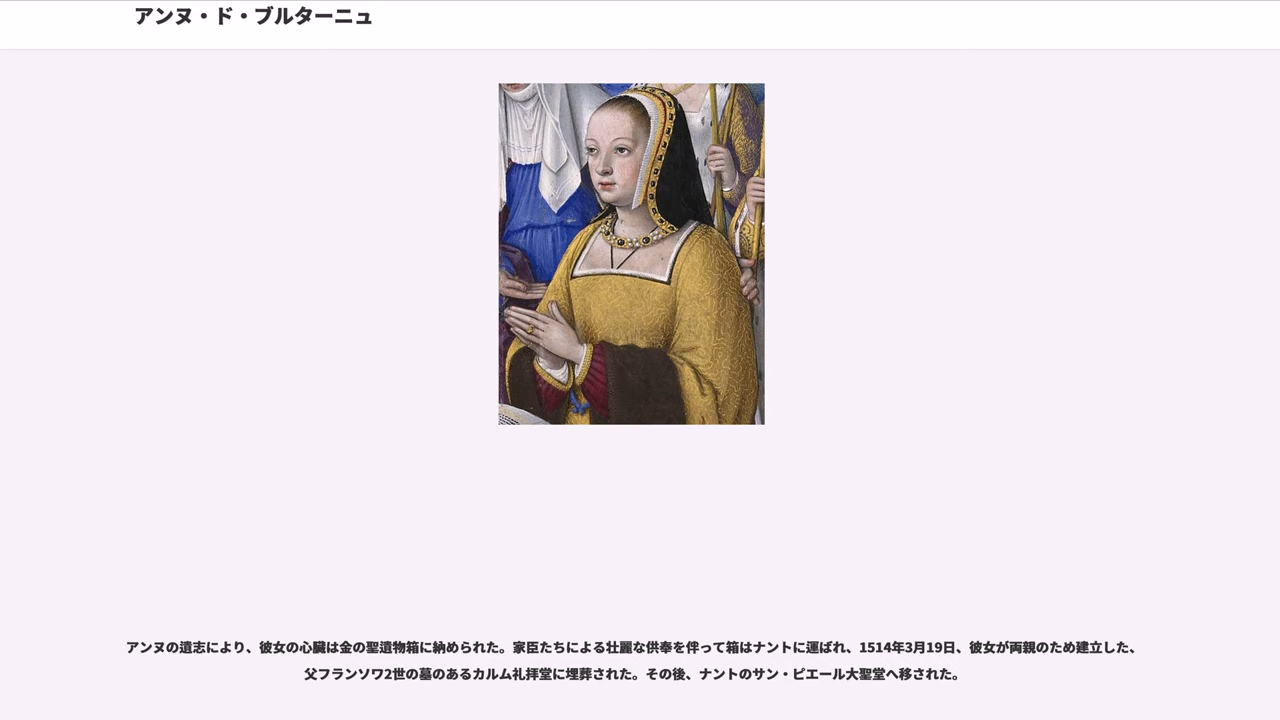 アンヌ・ド・ブルターニュ
アンヌの遺志により、彼女の心臓は金の聖遺物箱に納められた。家臣たちによる壮麗な供奉を伴って箱はナントに運ばれ、1514年3月19日、彼女が両親のため建立した、
父フランソワ2世の墓のあるカルム礼拝堂に埋葬された。その後、ナントのサン・ピエール大聖堂へ移された。